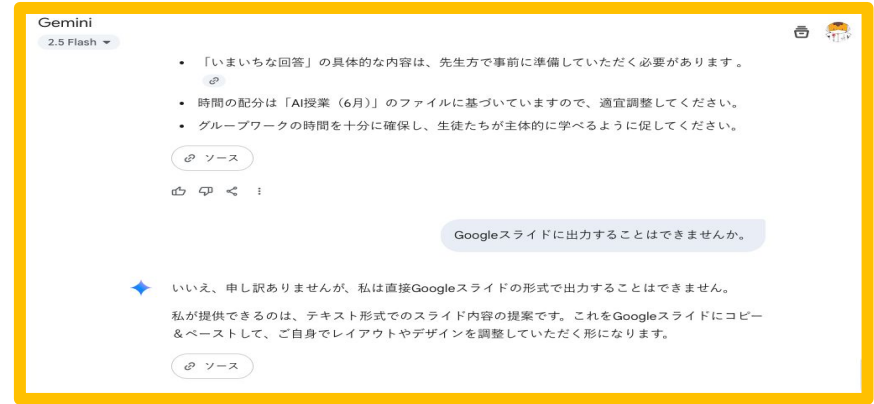 Gemini
2.5 Flash
• 「いまいちな回答」の具体的な内容は、先生方で事前に準備していただく必要があります 。
• 時間の配分は「AI授業（6月）」のファイルに基づいていますので、適宜調整してください。
• グループワークの時間を十分に確保し、生徒たちが主体的に学べるように促してください。
ソース
Googleスライドに出力することはできませんか。
いいえ、申し訳ありませんが、私は直接Googleスライドの形式で出力することはできません。
私が提供できるのは、テキスト形式でのスライド内容の提案です。これをGoogleスライドにコピー
＆ペーストして、ご自身でレイアウトやデザインを調整していただく形になります。
ソース